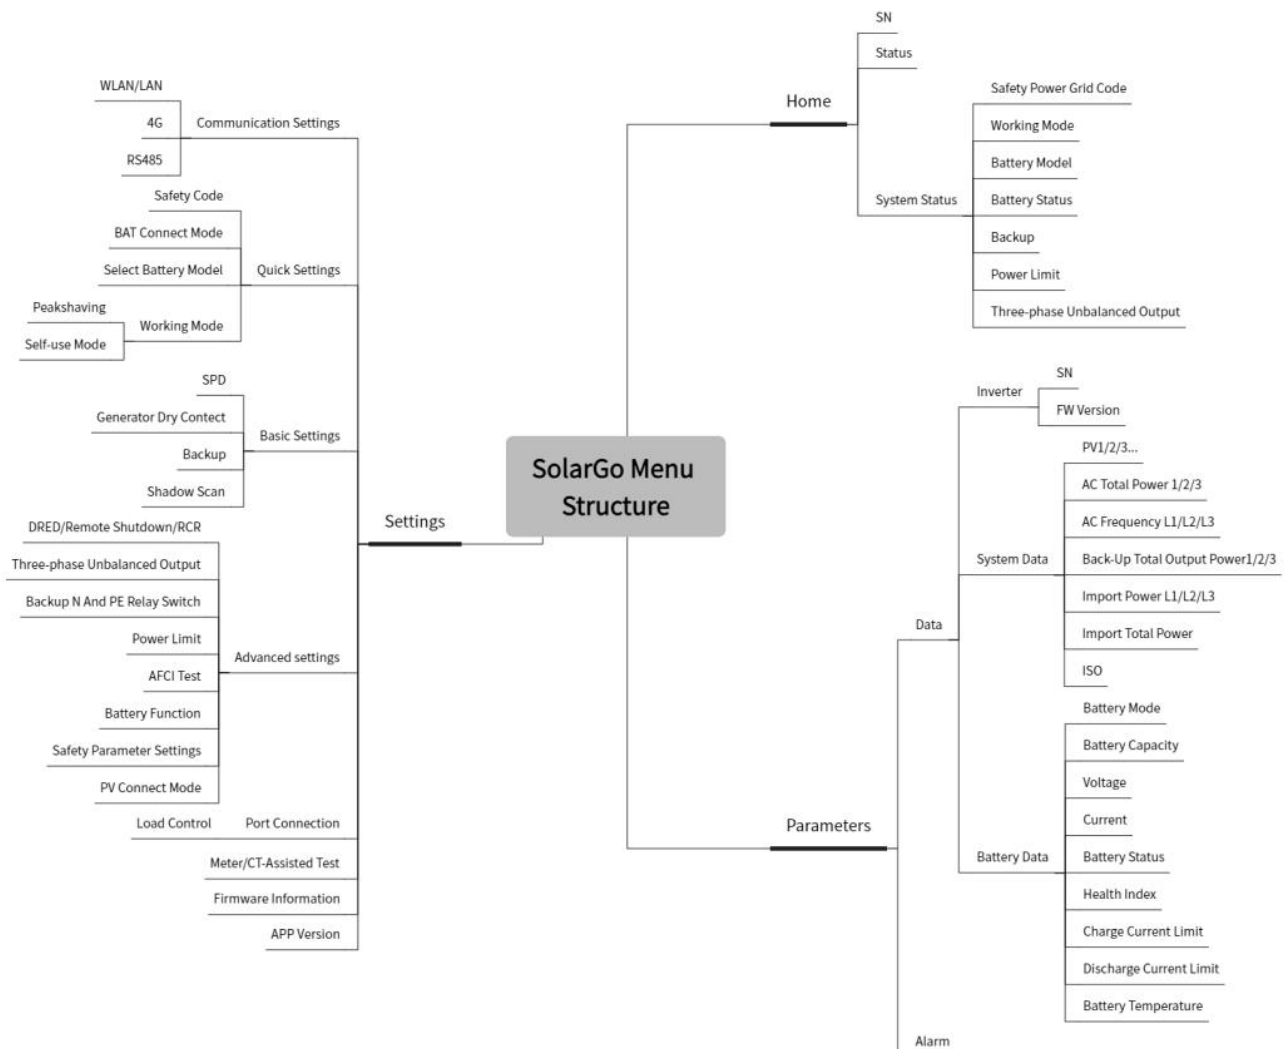 SolarGo Menu
Structure
Home
SN
Status
System Status
Safety Power Grid Code
Working Mode
Battery Model
Battery Status
Backup
Power Limit
Three-phase Unbalanced Output
Parameters
Data
Inverter
SN
FW Version
System Data
PV1/2/3...
AC Total Power 1/2/3
AC Frequency L1/L2/L3
Back-Up Total Output Power1/2/3
Import Power L1/L2/L3
Import Total Power
ISO
Battery Data
Battery Mode
Battery Capacity
Voltage
Current
Battery Status
Health Index
Charge Current Limit
Discharge Current Limit
Battery Temperature
Alarm
Settings
Communication Settings
WLAN/LAN
4G
RS485
Quick Settings
Safety Code
BAT Connect Mode
Select Battery Model
Working Mode
Peakshaving
Self-use Mode
Basic Settings
SPD
Generator Dry Contect
Backup
Shadow Scan
Advanced settings
DRED/Remote Shutdown/RCR
Three-phase Unbalanced Output
Backup N And PE Relay Switch
Power Limit
AFCI Test
Battery Function
Safety Parameter Settings
PV Connect Mode
Port Connection
Load Control
Meter/CT-Assisted Test
Firmware Information
APP Version